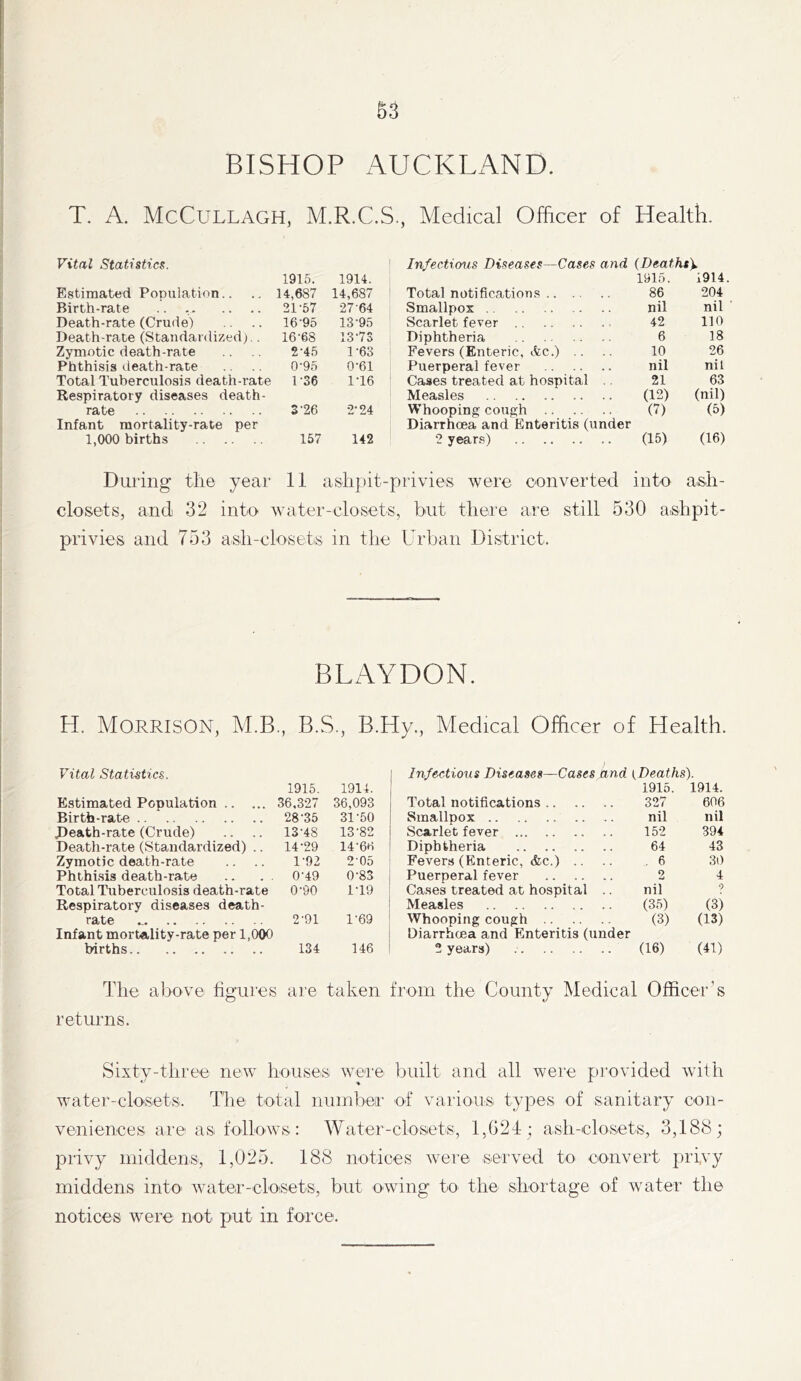 53
BISHOP AUCKLAND.
T. A. McCULLAGH, M.R.C.S., Medical Officer of Health.
Vital Statistics.
1915. 1914.
Estimated Population.. .. 14,687 14,687
Birth-rate .. .. .. .. 21·57 27·64
Death-rate (Crude) .. .. 16·95 13·95
Death-rate (Standardized).. 16·68 13·73
Zymotic death-rate .. .. 2·45 1·63
Phthisis death-rate .. .. 0·95 0·61
Total Tuberculosis death-rate 1·36 1·16
Respiratory diseases death-
rate .. .. .. .. .. 3·26 2·24
Infant mortality-rate per
1,000 births .. .. .. 157 142
Infectious Diseases—Cases and (Deaths).
1915. 1914.
Total notifications .. .. .. 86 204
Smallpox .. .. .. .. .. nil nil
Scarlet fever .. .. .. .. 42 110
Diphtheria .. .. .. .. 6 18
Fevers (Enteric, &c.) .. .. 10 26
Puerperal fever .. .. .. nil nil
Cases treated at hospital .. 21 63
Measles .. .. .. .. .. (12) (nil)
Whooping cough .. .. .. (7) (5)
Diarrhœa and Enteritis (under
2 years) .. .. .. .. (15) (16)
During the year 11 ashpit-privies were converted into ash-
closets, and 32 into water-closets, but there are still 530 ashpit-
privies and 753 ash-closets in the Urban District.
BLAYDON.
H. MORRISON, M.B., B.S., B.Hy., Medical Officer of Health.
Vital Statistics.
1915. 1914.
Estimated Population .. ... 36,327 36,093
Birth-rate .. .. .. .. .. 28·35 31·50
Death-rate (Crude) .. .. 13·48 13·82
Death-rate (Standardized) .. 14·29 14·66
Zymotic death-rate .. .. 1·92 2·05
Phthisis death-rate .. .. 0·49 0·83
Total Tuberculosis death-rate 0·90 1·19
Respiratory diseases death-
rate .. .. .. .. .. 2·91 1·69
Infant mortality-rate per 1,000
births.. .. .. .. .. 134 146
Infectious Diseases—Cases and (Deaths).
1915. 1914.
Total notifications .. .. .. 327 606
Smallpox .. .. .. .. .. nil nil
Scarlet fever ... .. .. .. 152 394
Diphtheria .. .. .. .. 64 43
Fevers (Enteric, &c.) .. .. 6 30
Puerperal fever .. .. .. 2 4
Cases treated at hospital .. nil ?
Measles .. .. .. .. .. (35) (3)
Whooping cough .. .. .. (3) (13)
Diarrhœa and Enteritis (under
2 years) .. .. .. .. (16) (41)
The above figures are taken from the County Medical Officer's
returns.
Sixty-three new houses were built and all were provided with
water-closets. The total number of various types of sanitary con-
veniences are as follows: Water-closets, 1,624; ash-closets, 3,188;
privy middens, 1,025. 188 notices were served to convert privy
middens into water-closets, but owing to the shortage of water the
notices were not put in force.